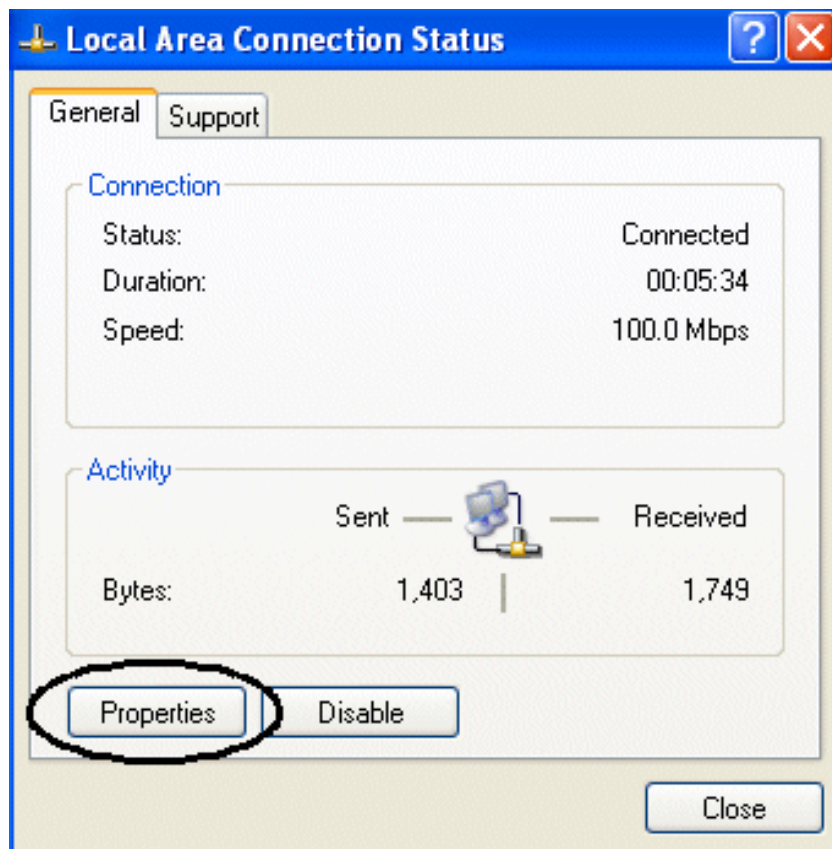 Local Area Connection Status ?
General Support
Connection
Status: Connected
Duration: 00:05:34
Speed: 100.0 Mbps
Activity
Sent Received
Bytes: 1,403 1,749
Properties Disable
Close